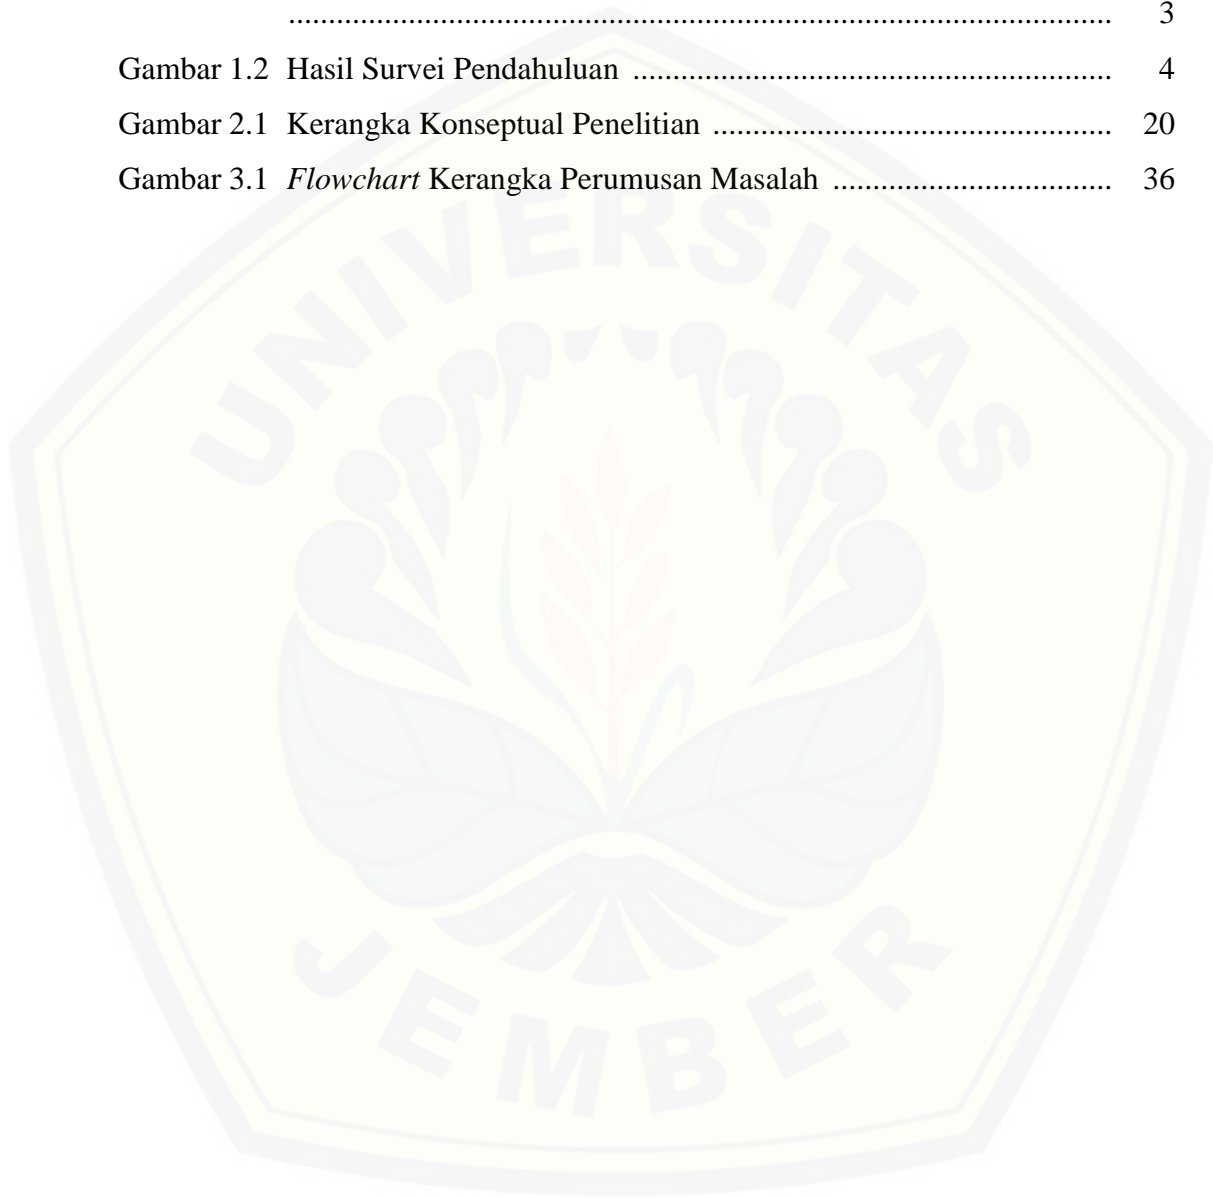 .......................................................................................................... 3
Gambar 1.2 Hasil Survei Pendahuluan ............................................................. 4
Gambar 2.1 Kerangka Konseptual Penelitian ................................................... 20
Gambar 3.1 Flowchart Kerangka Perumusan Masalah .................................... 36
UNIVERSITAS
JEMBER